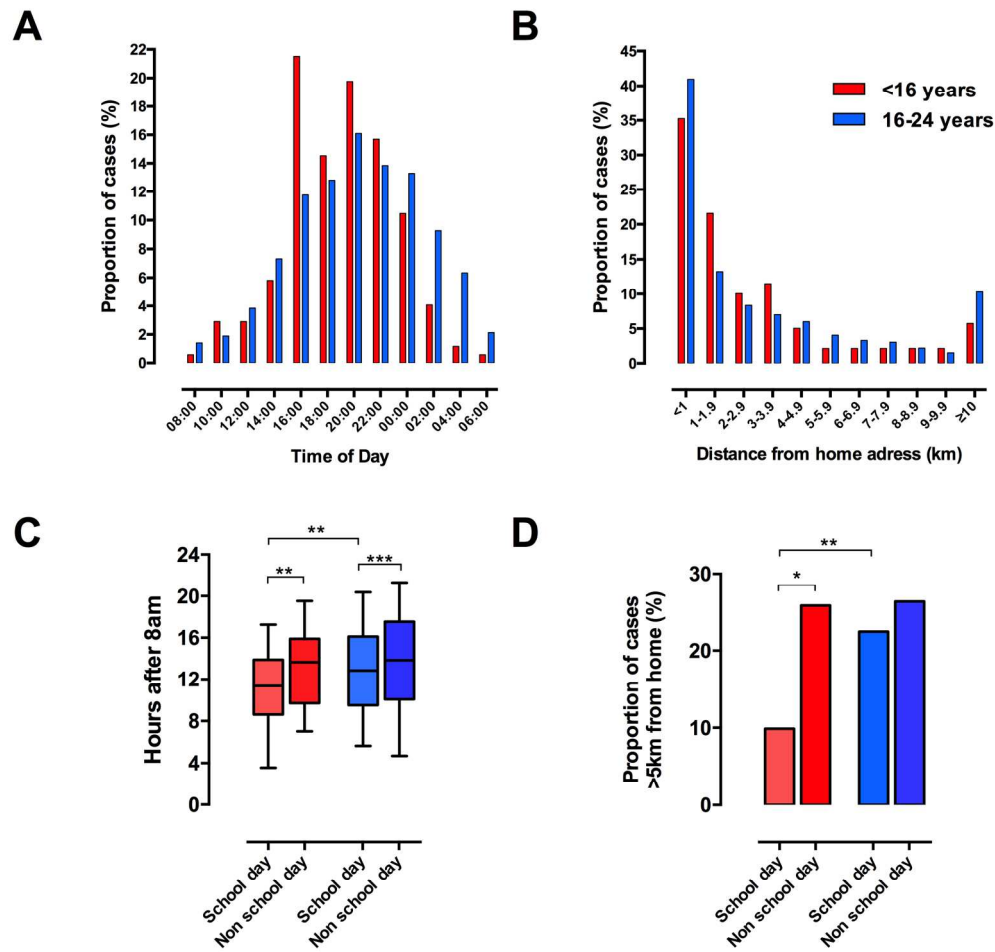 A
Proportion of cases (%)
22
20
18
16
14
12
10
8
6
4
2
0
08:00
10:00
12:00
14:00
16:00
18:00
20:00
22:00
00:00
02:00
04:00
06:00
Time of Day
B
Proportion of cases (%)
45
40
35
30
25
20
15
10
5
0
<16 years
16-24 years
<1
1-1.9
2-2.9
3-3.9
4-4.9
5-5.9
6-6.9
7-7.9
8-8.9
9-9.9
≥10
Distance from home adress (km)
C
Hours after 8am
24
20
16
12
8
4
0
**
**
***
School day
Non school day
School day
Non school day
D
Proportion of cases
>5km from home (%)
30
20
10
0
**
*
School day
Non school day
School day
Non school day